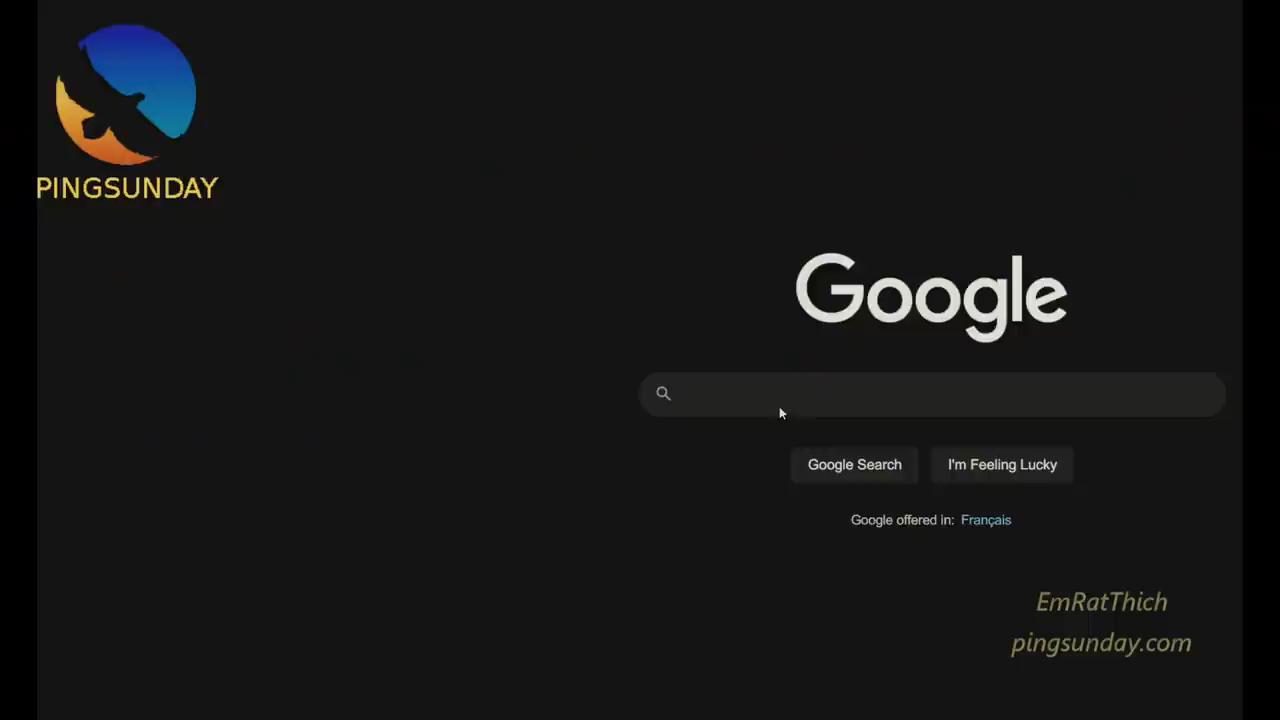 PINGSUNDAY
Google
Google Search
I'm Feeling Lucky
Google offered in: Français
EmRatThich
pingsunday.com